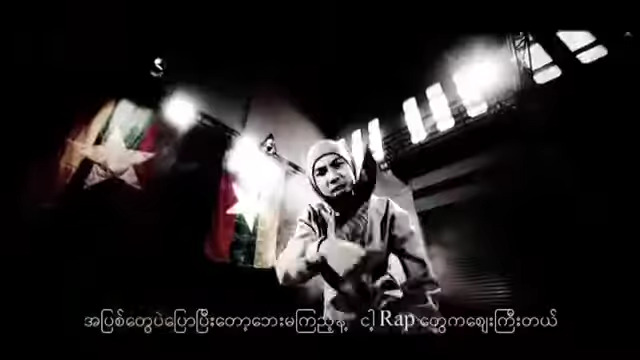 အပြစ်တွေပဲပြောပြီးတော့ဘေးမကြည့်နဲ့ ငါ့ Rap တွေကဈေးကြီးတယ်